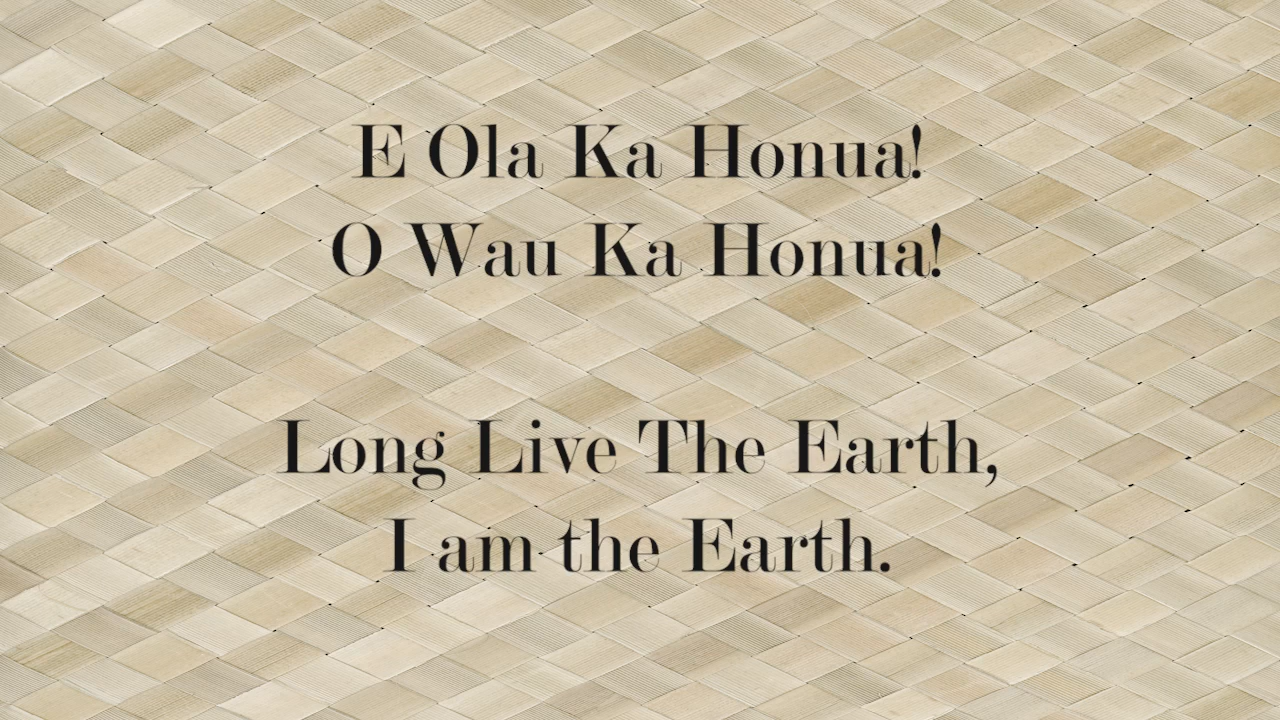 E Ola Ka Honua!
O Wau Ka Honua!
Long Live The Earth,
I am the Earth.